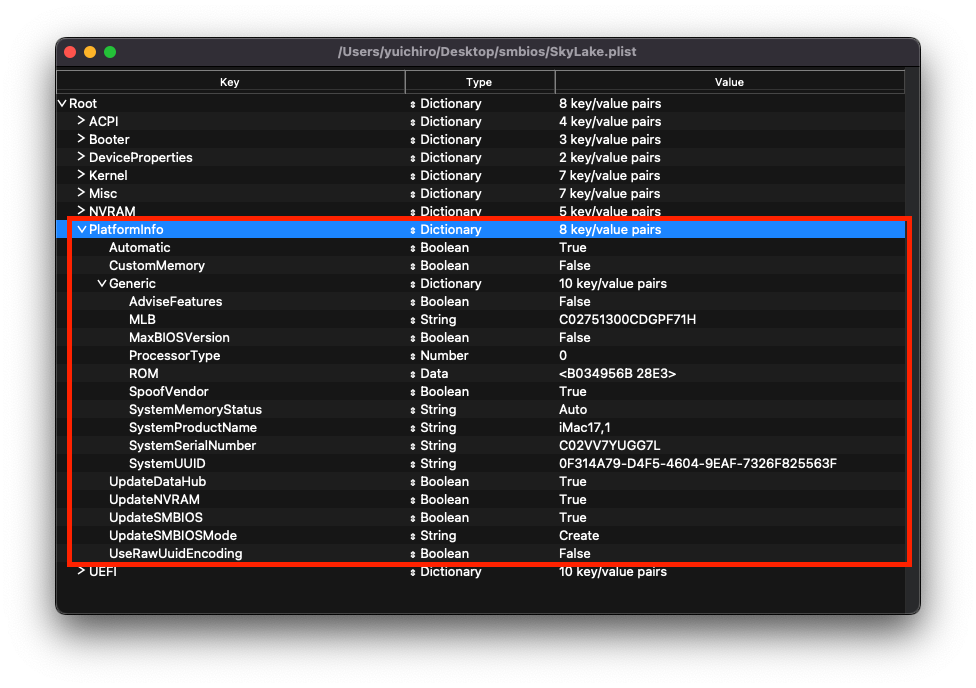 /Users/yuichiro/Desktop/smbios/SkyLake.plist
Key Type Value
Root Dictionary 8 key/value pairs
ACPI Dictionary 4 key/value pairs
Booter Dictionary 3 key/value pairs
DeviceProperties Dictionary 2 key/value pairs
Kernel Dictionary 7 key/value pairs
Misc Dictionary 7 key/value pairs
NVRAM Dictionary 5 key/value pairs
PlatformInfo Dictionary 8 key/value pairs
Automatic Boolean True
CustomMemory Boolean False
Generic Dictionary 10 key/value pairs
AdviseFeatures Boolean False
MLB String C02751300CDGPF71H
MaxBIOSVersion Boolean False
ProcessorType Number 0
ROM Data <B034956B 28E3>
SpoofVendor Boolean True
SystemMemoryStatus String Auto
SystemProductName String iMac17,1
SystemSerialNumber String C02VV7YUGG7L
SystemUUID String 0F314A79-D4F5-4604-9EAF-7326F825563F
UpdateDataHub Boolean True
UpdateNVRAM Boolean True
UpdateSMBIOS Boolean True
UpdateSMBIOSMode String Create
UseRawUuidEncoding Boolean False
UEFI Dictionary 10 key/value pairs